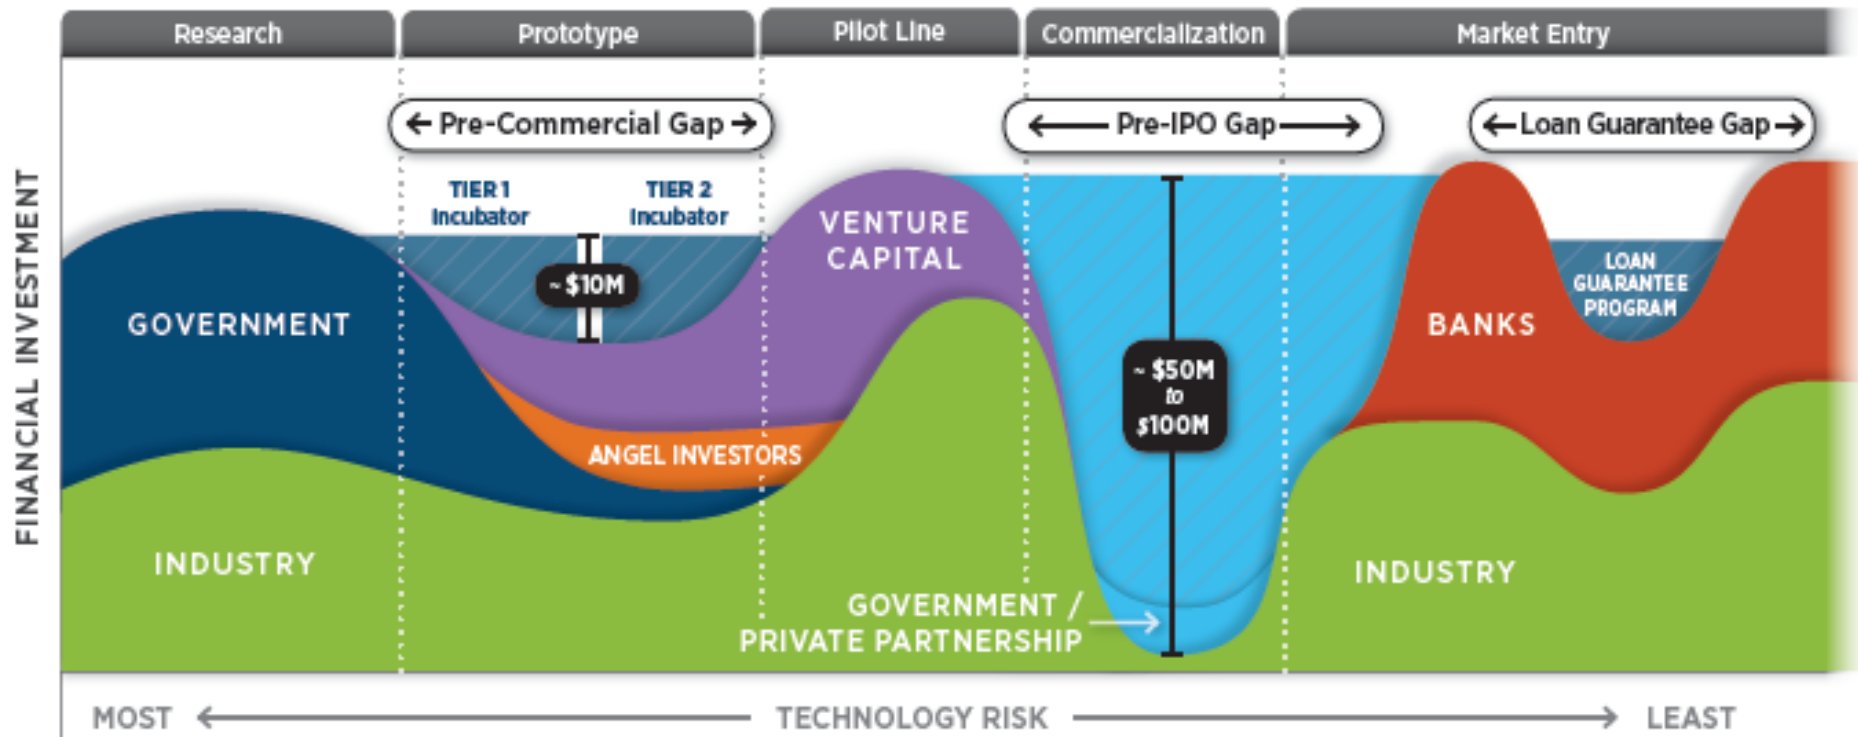 Research
Prototype
Pilot Line
Commercialization
Market Entry
Pre-Commercial Gap
Pre-IPO Gap
Loan Guarantee Gap
TIER 1
Incubator
TIER 2
Incubator
~ $10M
FINANCIAL INVESTMENT
GOVERNMENT
VENTURE
CAPITAL
ANGEL INVESTORS
INDUSTRY
~ $50M
to
$100M
GOVERNMENT /
PRIVATE PARTNERSHIP
BANKS
LOAN
GUARANTEE
PROGRAM
INDUSTRY
MOST
TECHNOLOGY RISK
LEAST